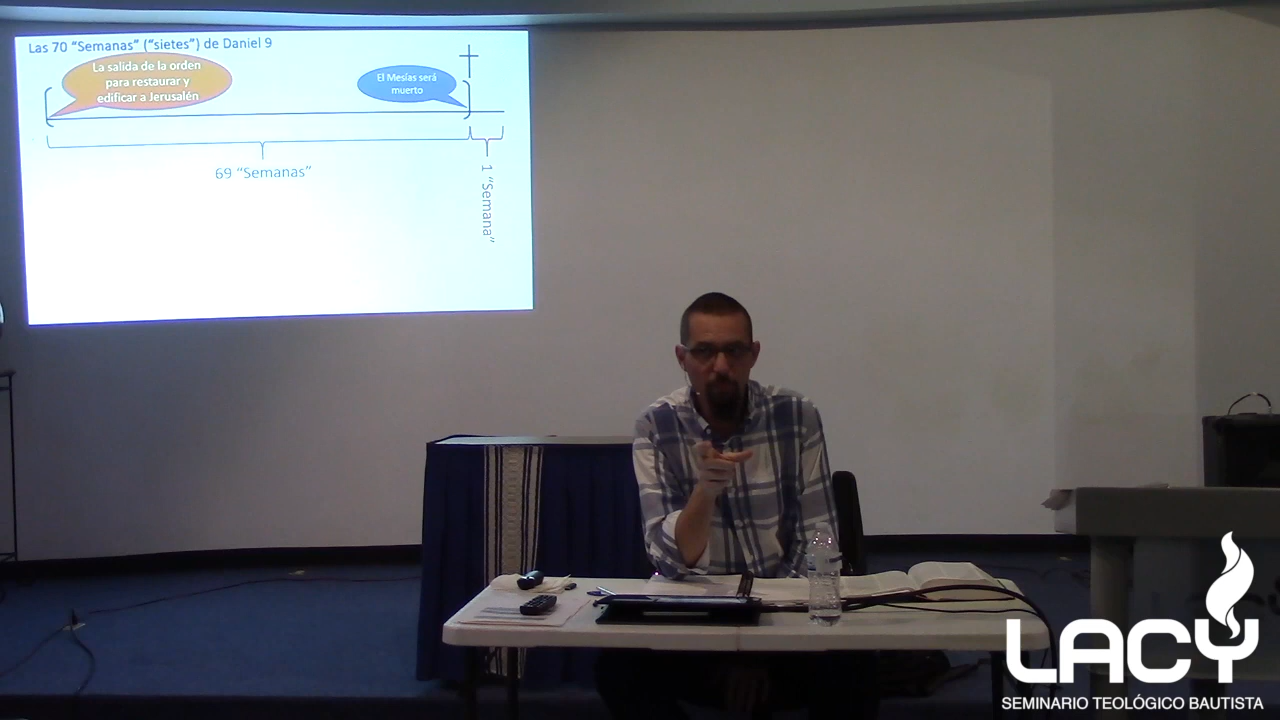 Las 70 “Semanas” (“sietes”) de Daniel 9
La salida de la orden
para restaurar y
edificar a Jerusalén
El Mesías será
muerto
69 “Semanas”
1 “Semana”
LACY
SEMINARIO TEOLÓGICO BAUTISTA